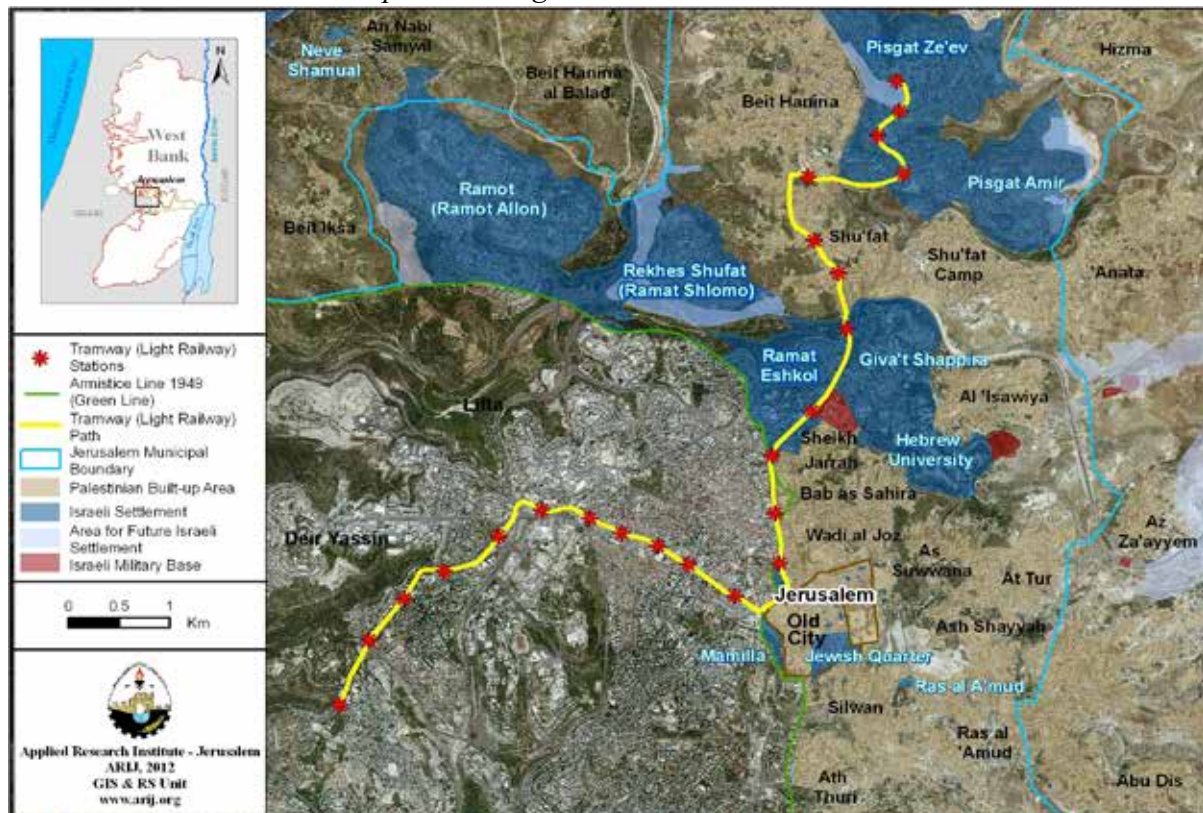 N
West
Bank
Jerusalem
Tramway (Light Railway)
Stations
Armistice Line 1949
(Green Line)
Tramway (Light Railway)
Path
Jerusalem Municipal
Boundary
Palestinian Built-up Area
Israeli Settlement
Area for Future Israeli
Settlement
Israeli Military Base
0 0.5 1
Km
Applied Research Institute - Jerusalem
ARIJ, 2012
GIS & RS Unit
www.arij.org
An Nabi
Samwil
Neve
Shamual
Beit Hanina
al Balad
Pisgat Ze'ev
Hizma
Beit Hanina
Ramot
(Ramot Allon)
Pisgat Amir
Beit Iksa
Shu'fat
Shu'fat
Camp
'Anata
Rekhes Shufat
(Ramat Shlomo)
Ramat
Eshkol
Giva't Shappira
Lifta
Al 'Isawiya
Sheikh
Jarrah
Hebrew
University
Bab as Sahira
Deir Yassin
Wadi al Joz
As
Suwwana
Az
Za'ayyem
At Tur
Jerusalem
Old
City
Ash Shayyah
Mamilla
Jewish Quarter
Ras al A'mud
Silwan
Ras al
'Amud
Ath
Thuri
Abu Dis